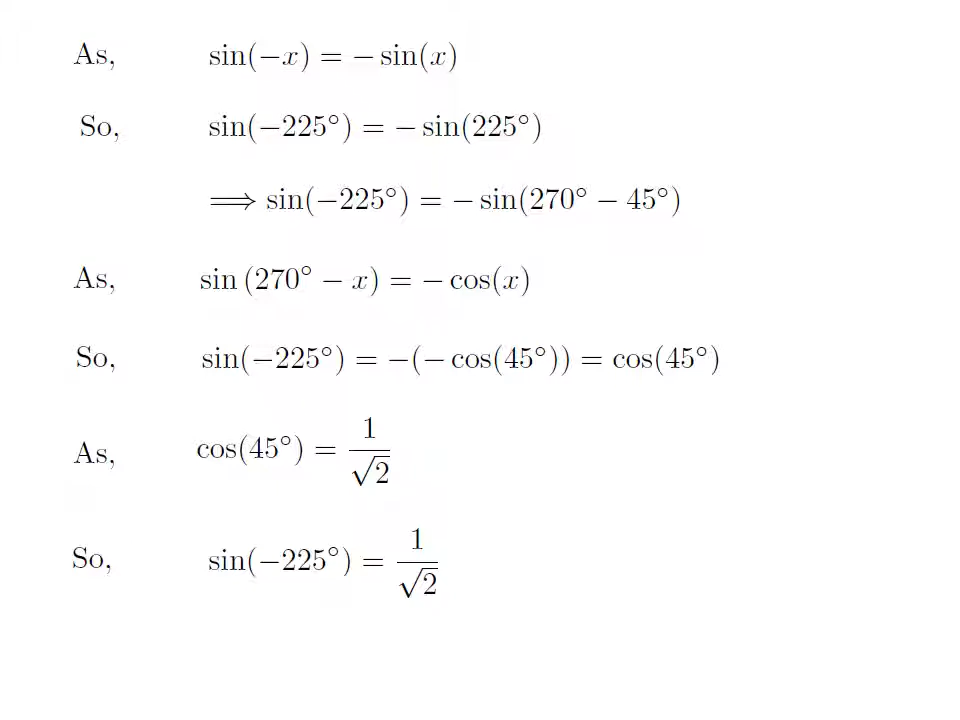 As, sin(−x) = − sin(x)
So, sin(−225°) = − sin(225°)
⟹ sin(−225°) = − sin(270° − 45°)
As, sin (270° − x) = − cos(x)
So, sin(−225°) = −(− cos(45°)) = cos(45°)
As, cos(45°) = 1/√2
So, sin(−225°) = 1/√2